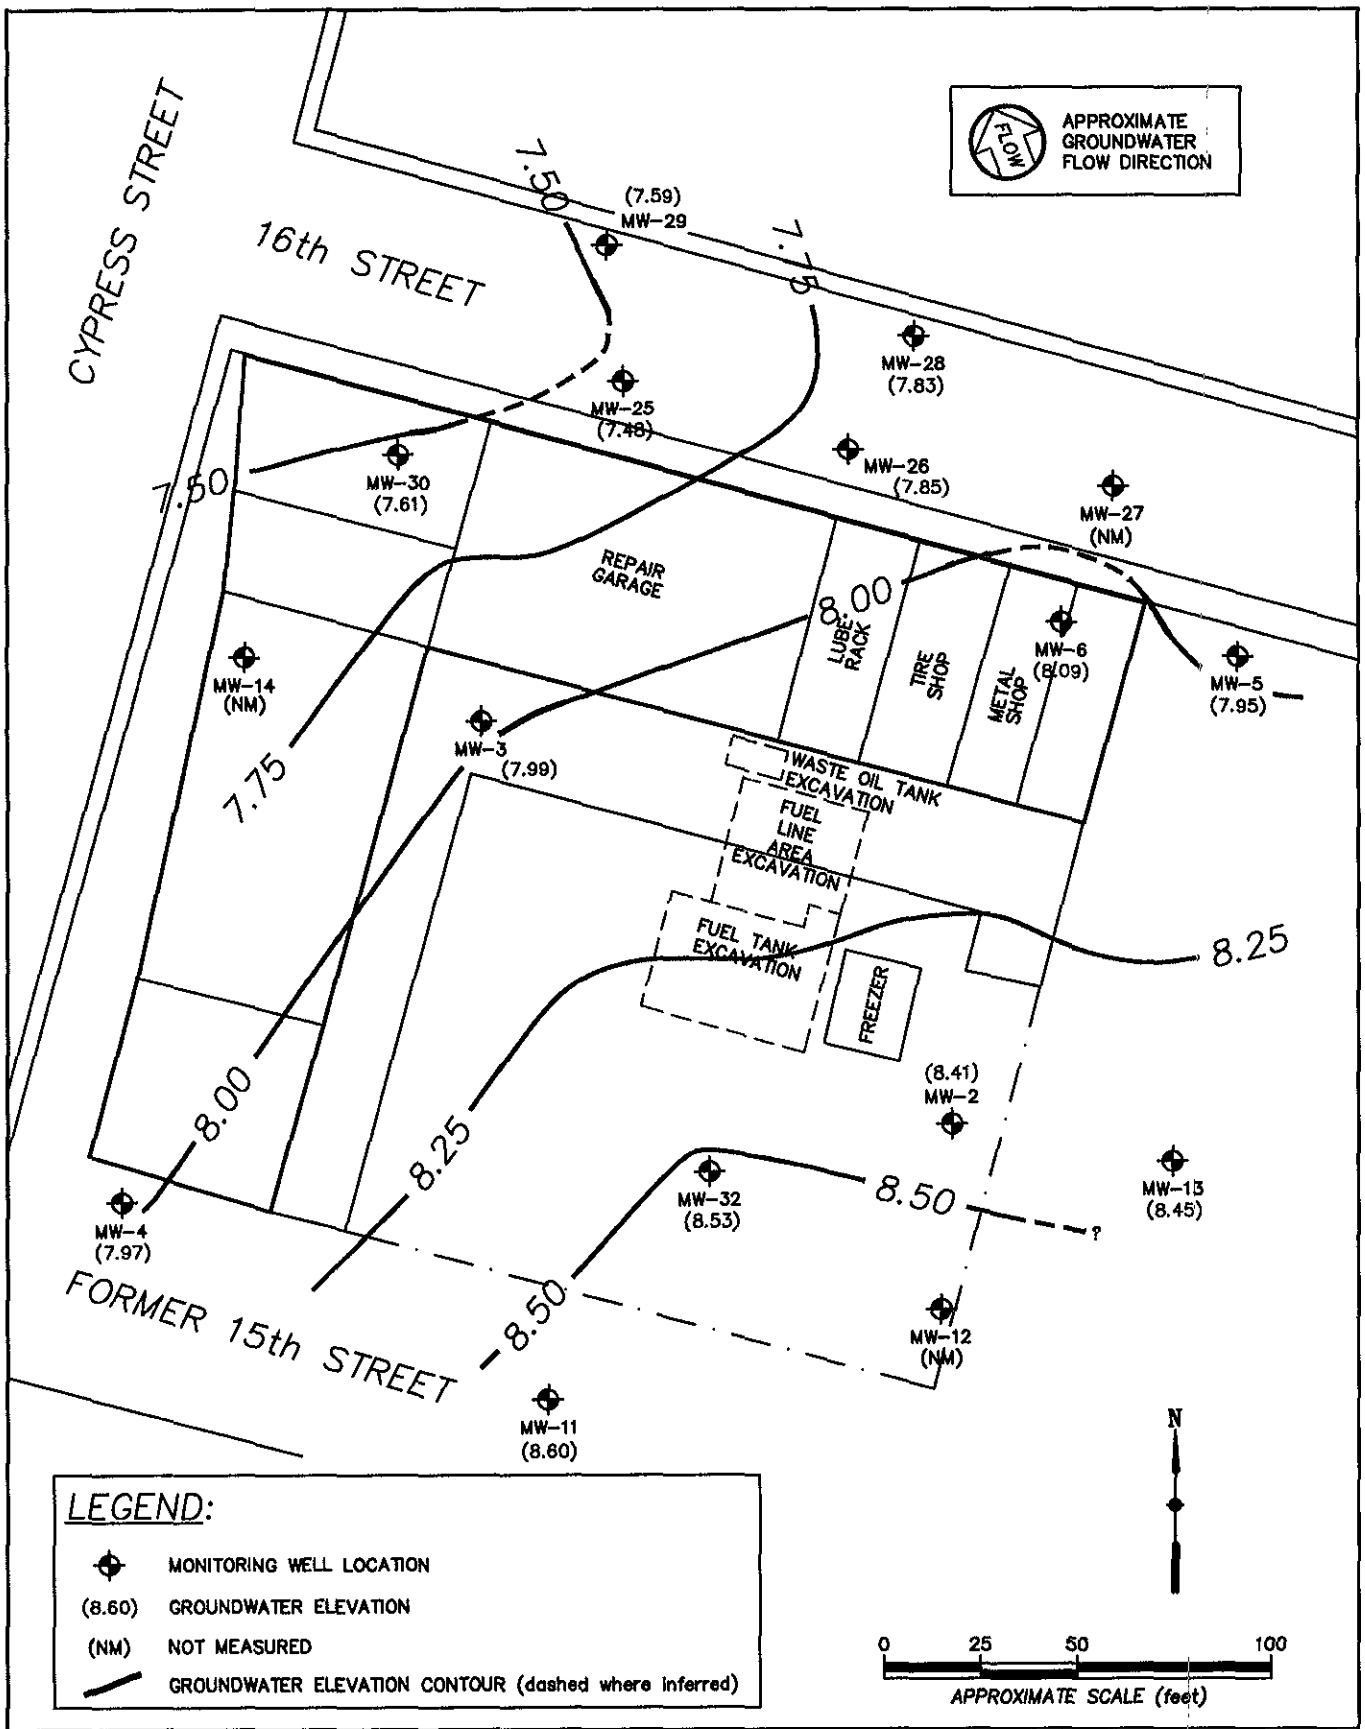 FLOW
APPROXIMATE
GROUNDWATER
FLOW DIRECTION
CYPRESS STREET
16th STREET
7.50
(7.59)
MW-29
7.75
MW-28
(7.83)
MW-25
(7.48)
MW-26
(7.85)
MW-30
(7.61)
7.50
MW-27
(NM)
REPAIR
GARAGE
8.00
LUBE-
RACK
TIRE
SHOP
METAL
SHOP
MW-6
(8.09)
MW-5
(7.95)
MW-14
(NM)
MW-3
(7.99)
7.75
WASTE OIL TANK
EXCAVATION
FUEL
LINE
AREA
EXCAVATION
FUEL TANK
EXCAVATION
FREEZER
8.25
8.00
8.25
(8.41)
MW-2
MW-32
(8.53)
8.50
MW-13
(8.45)
?
MW-4
(7.97)
FORMER 15th STREET
8.50
MW-12
(NM)
MW-11
(8.60)
N
LEGEND:
MONITORING WELL LOCATION
(8.60) GROUNDWATER ELEVATION
(NM) NOT MEASURED
GROUNDWATER ELEVATION CONTOUR (dashed where inferred)
0 25 50 100
APPROXIMATE SCALE (feet)